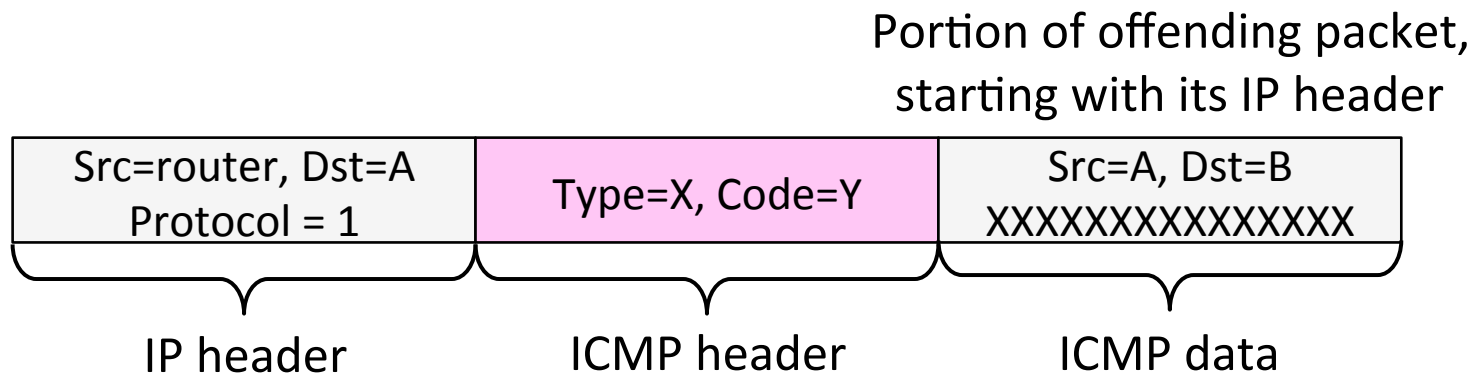 Portion of offending packet,
starting with its IP header
Src=router, Dst=A
Protocol = 1
Type=X, Code=Y
Src=A, Dst=B
XXXXXXXXXXXXXXX
IP header
ICMP header
ICMP data